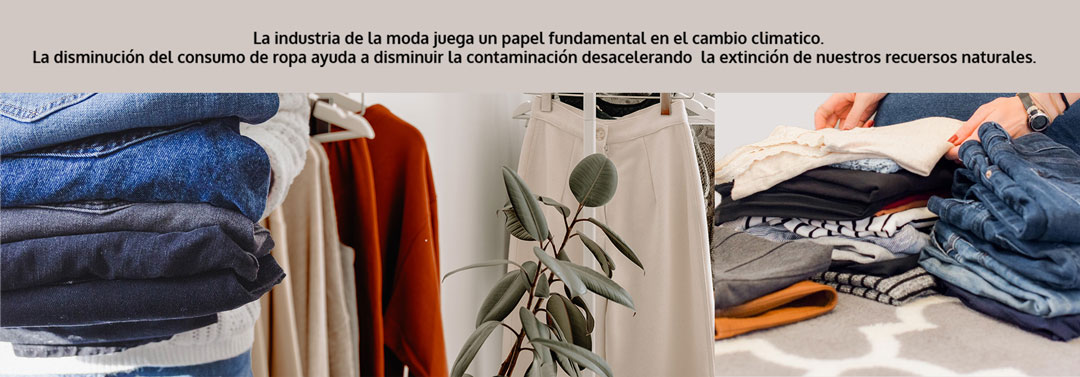 La industria de la moda juega un papel fundamental en el cambio climatico.
La disminución del consumo de ropa ayuda a disminuir la contaminación desacelerando  la extinción de nuestros recuersos naturales.